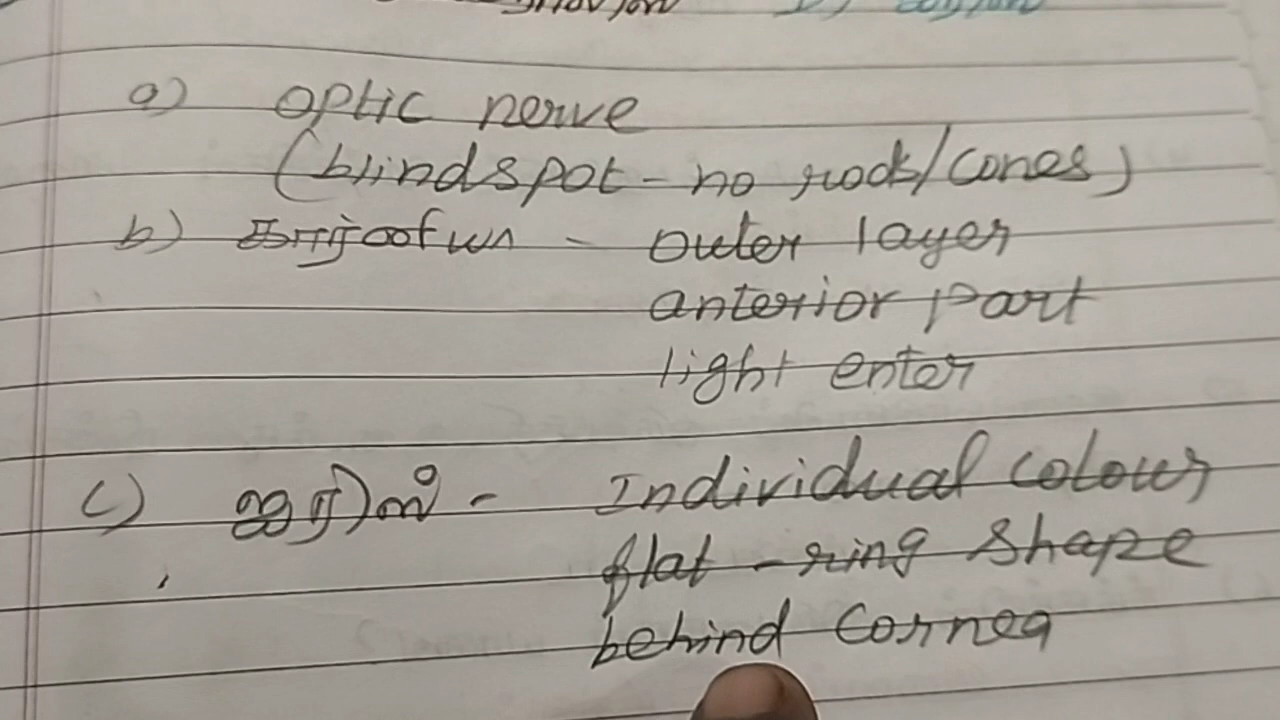 a) optic nerve
(blindspot - no rods/cones)
b) - outer layer
anterior part
light enter
c) ஐரிஸ் - Individual colour
flat - ring shape
behind cornea